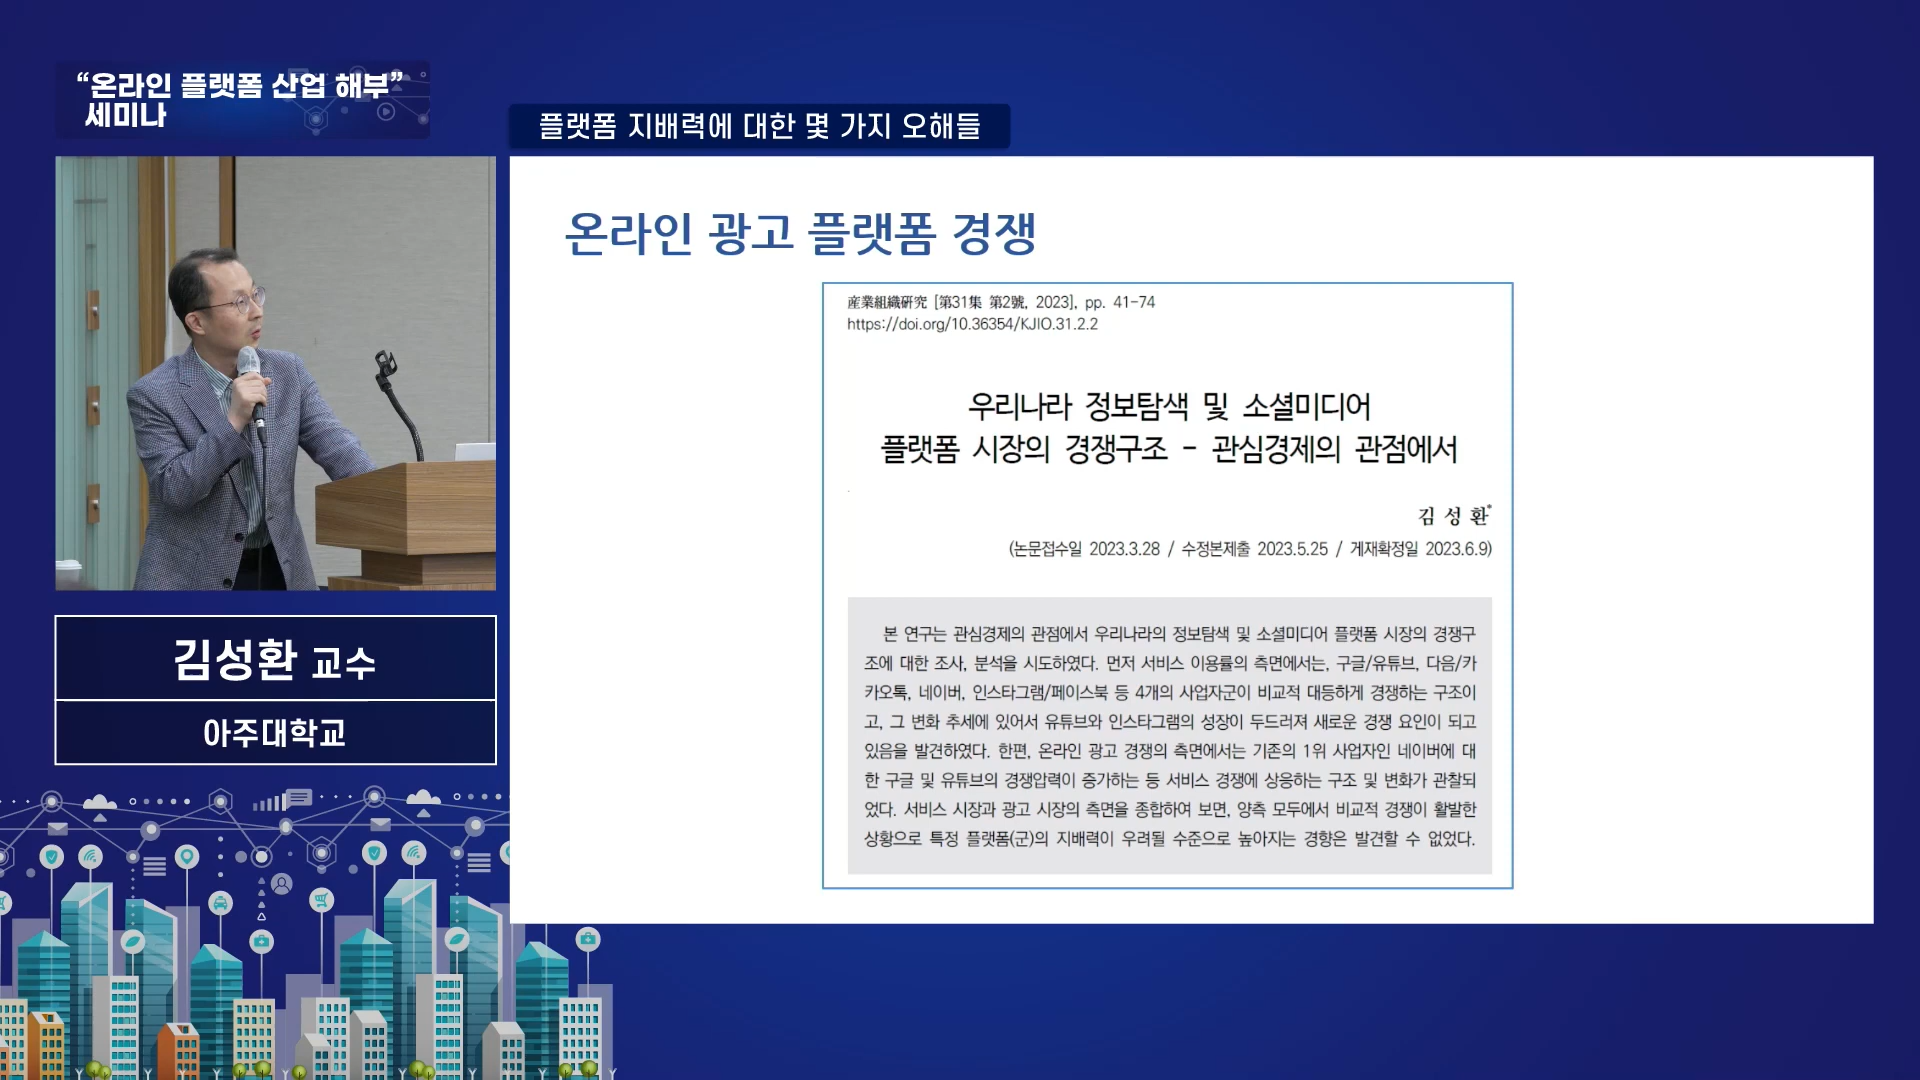 “온라인 플랫폼 산업 해부”
세미나
플랫폼 지배력에 대한 몇 가지 오해들
온라인 광고 플랫폼 경쟁
産業組織研究 [第31集 第2號, 2023], pp. 41-74
https://doi.org/10.36354/KJIO.31.2.2
우리나라 정보탐색 및 소셜미디어
플랫폼 시장의 경쟁구조 - 관심경제의 관점에서
김 성 환*
(논문접수일 2023.3.28 / 수정본제출 2023.5.25 / 게재확정일 2023.6.9)
본 연구는 관심경제의 관점에서 우리나라의 정보탐색 및 소셜미디어 플랫폼 시장의 경쟁구
조에 대한 조사, 분석을 시도하였다. 먼저 서비스 이용률의 측면에서는, 구글/유튜브, 다음/카
카오톡, 네이버, 인스타그램/페이스북 등 4개의 사업자군이 비교적 대등하게 경쟁하는 구조이
고, 그 변화 추세에 있어서 유튜브와 인스타그램의 성장이 두드러져 새로운 경쟁 요인이 되고
있음을 발견하였다. 한편, 온라인 광고 경쟁의 측면에서는 기존의 1위 사업자인 네이버에 대
한 구글 및 유튜브의 경쟁압력이 증가하는 등 서비스 경쟁에 상응하는 구조 및 변화가 관찰되
었다. 서비스 시장과 광고 시장의 측면을 종합하여 보면, 양측 모두에서 비교적 경쟁이 활발한
상황으로 특정 플랫폼(군)의 지배력이 우려될 수준으로 높아지는 경향은 발견할 수 없었다.
김성환 교수
아주대학교